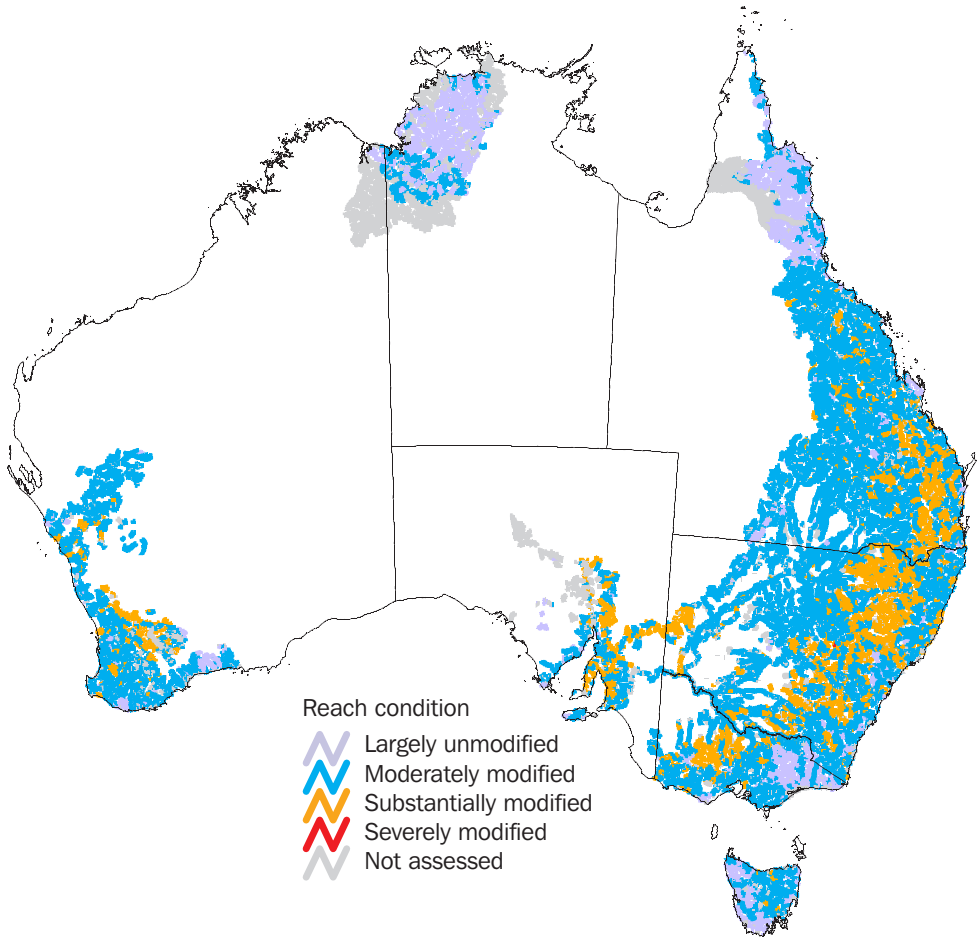 Reach condition
Largely unmodified
Moderately modified
Substantially modified
Severely modified
Not assessed